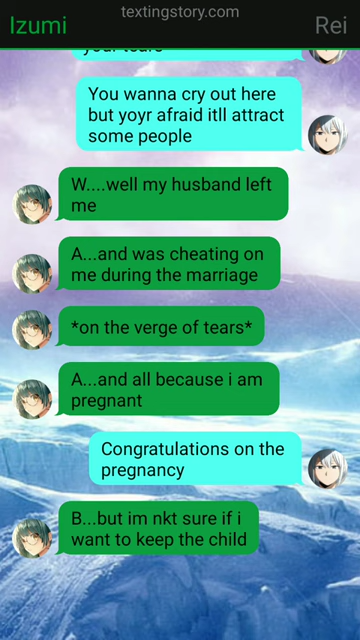 textingstory.com
Izumi Rei
your tears
You wanna cry out here
but yoyr afraid itll attract
some people
W....well my husband left
me
A...and was cheating on
me during the marriage
*on the verge of tears*
A...and all because i am
pregnant
Congratulations on the
pregnancy
B...but im nkt sure if i
want to keep the child